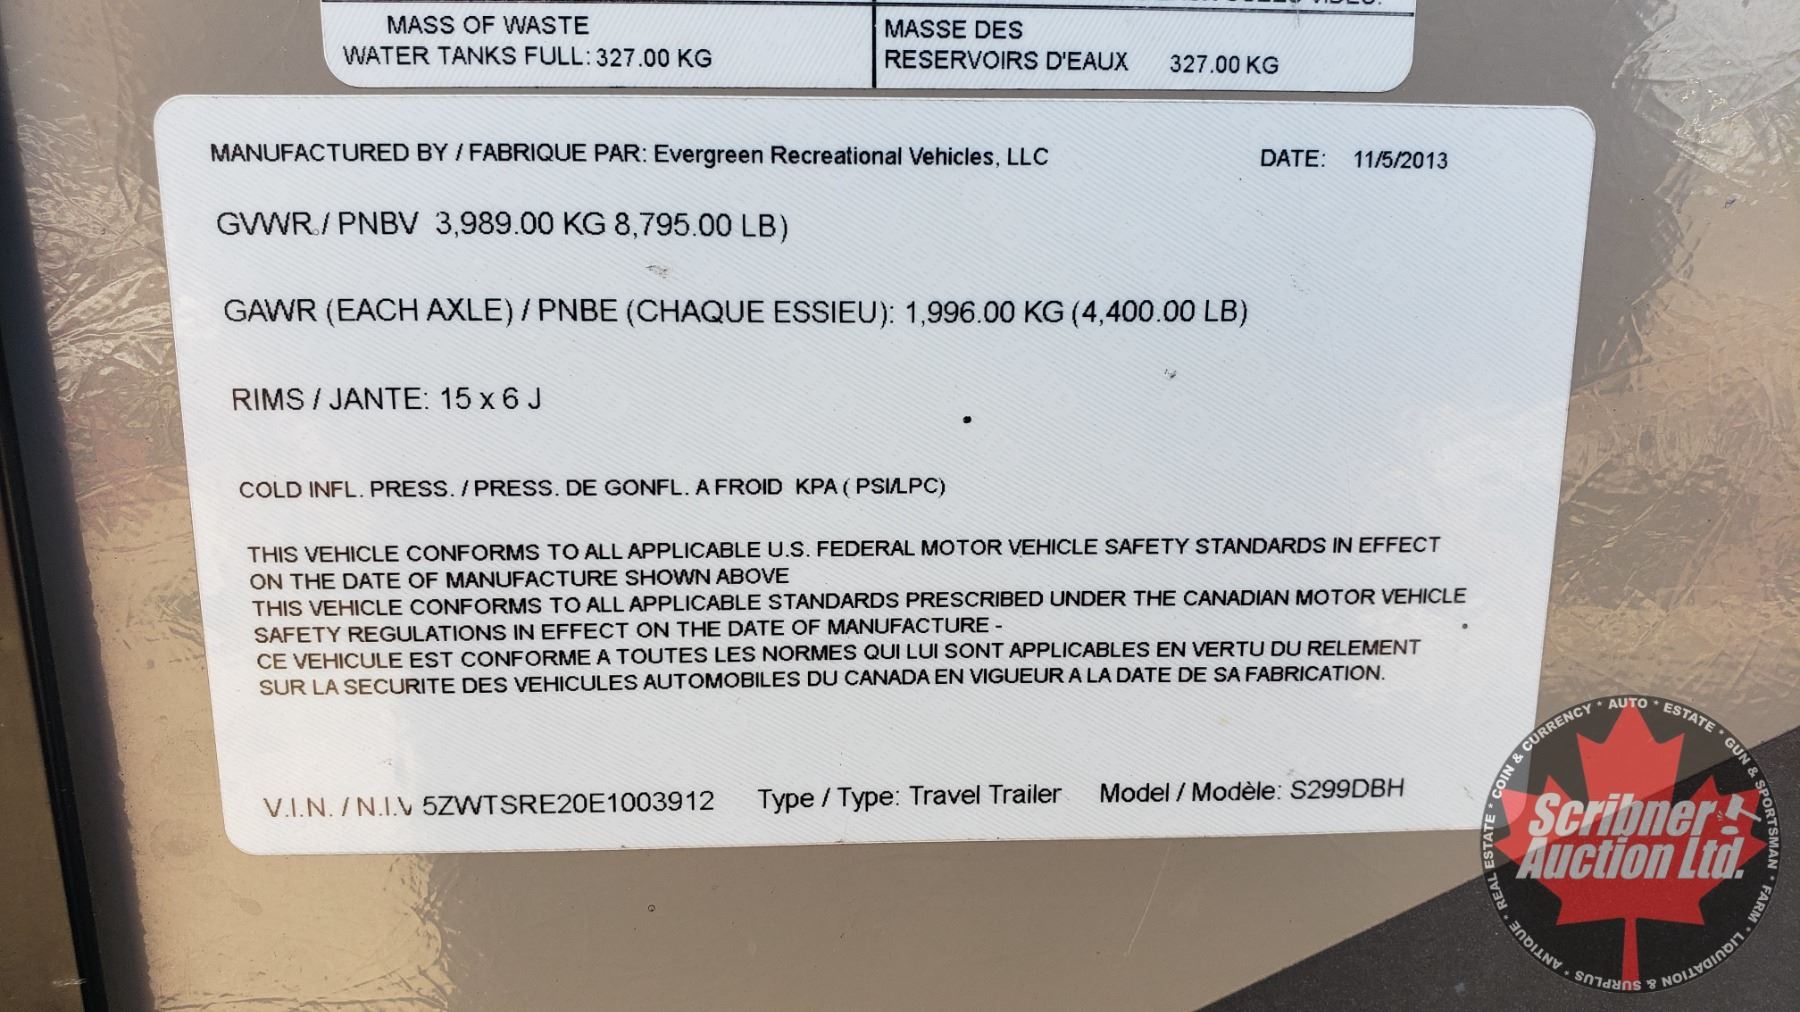 MASS OF WASTE
WATER TANKS FULL: 327.00 KG
MASSE DES
RESERVOIRS D'EAUX 327.00 KG
MANUFACTURED BY / FABRIQUE PAR: Evergreen Recreational Vehicles, LLC DATE: 11/5/2013
GVWR / PNBV 3,989.00 KG 8,795.00 LB)
GAWR (EACH AXLE) / PNBE (CHAQUE ESSIEU): 1,996.00 KG (4,400.00 LB)
RIMS / JANTE: 15 x 6 J
COLD INFL. PRESS. / PRESS. DE GONFL. A FROID KPA ( PSI/LPC)
THIS VEHICLE CONFORMS TO ALL APPLICABLE U.S. FEDERAL MOTOR VEHICLE SAFETY STANDARDS IN EFFECT
ON THE DATE OF MANUFACTURE SHOWN ABOVE
THIS VEHICLE CONFORMS TO ALL APPLICABLE STANDARDS PRESCRIBED UNDER THE CANADIAN MOTOR VEHICLE
SAFETY REGULATIONS IN EFFECT ON THE DATE OF MANUFACTURE -
CE VEHICULE EST CONFORME A TOUTES LES NORMES QUI LUI SONT APPLICABLES EN VERTU DU RELEMENT
SUR LA SECURITE DES VEHICULES AUTOMOBILES DU CANADA EN VIGUEUR A LA DATE DE SA FABRICATION.
V.I.N. / N.I.V 5ZWTSRE20E1003912 Type / Type: Travel Trailer Model / Modèle: S299DBH
Scribner
Auction Ltd.
ANTIQUE * REAL ESTATE * COIN & CURRENCY * AUTO * ESTATE * GUN & SPORTSMAN * FARM * LIQUIDATION & SURPLUS *